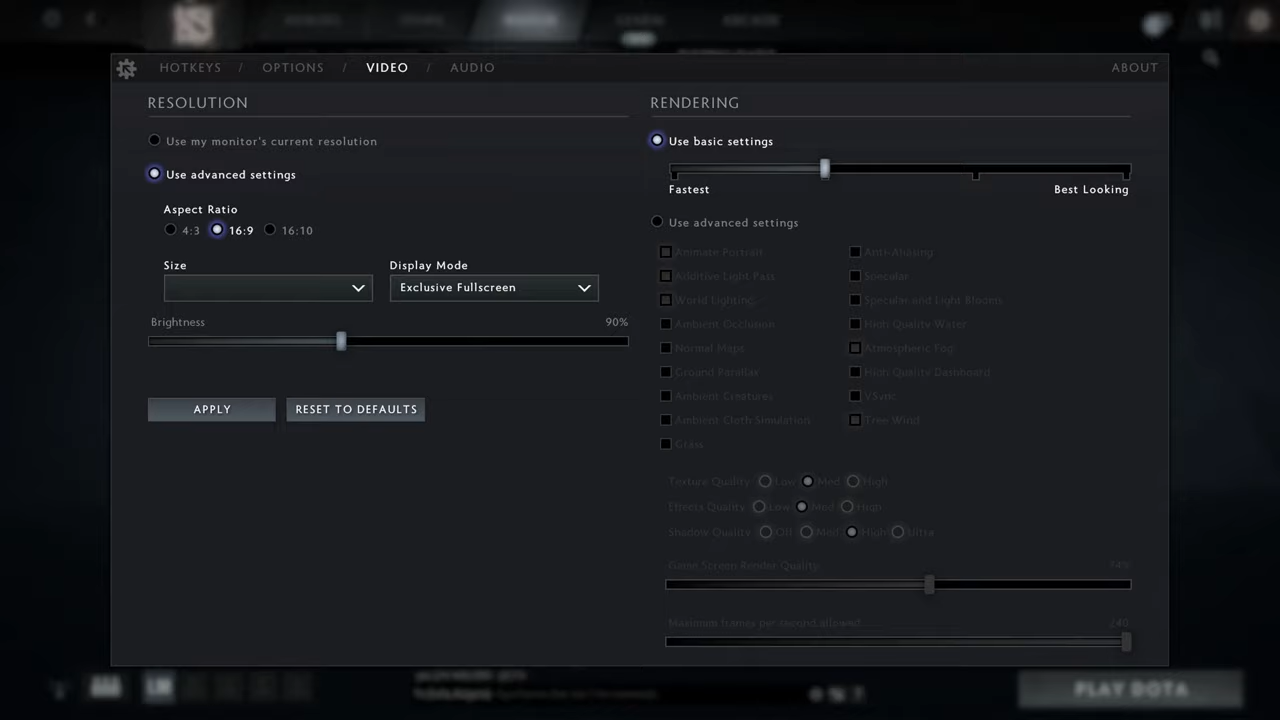 HOTKEYS / OPTIONS / VIDEO / AUDIO ABOUT
RESOLUTION
Use my monitor's current resolution
Use advanced settings
Aspect Ratio
4:3 16:9 16:10
Size Display Mode
Exclusive Fullscreen
Brightness 90%
APPLY RESET TO DEFAULTS
RENDERING
Use basic settings
Fastest Best Looking
Use advanced settings
Animate Portrait Anti-Aliasing
Additive Light Pass Specular
World Lighting Specular and Light Blooms
Ambient Occlusion High Quality Water
Normal Maps Atmospheric Fog
Ground Parallax High Quality Dashboard
Ambient Creatures VSync
Ambient Cloth Simulation Tree Wind
Grass
Texture Quality Low Med High
Effects Quality Low Med High
Shadow Quality Off Med High Ultra
Game Screen Render Quality 74%
Maximum frames per second allowed 240
PLAY DOTA